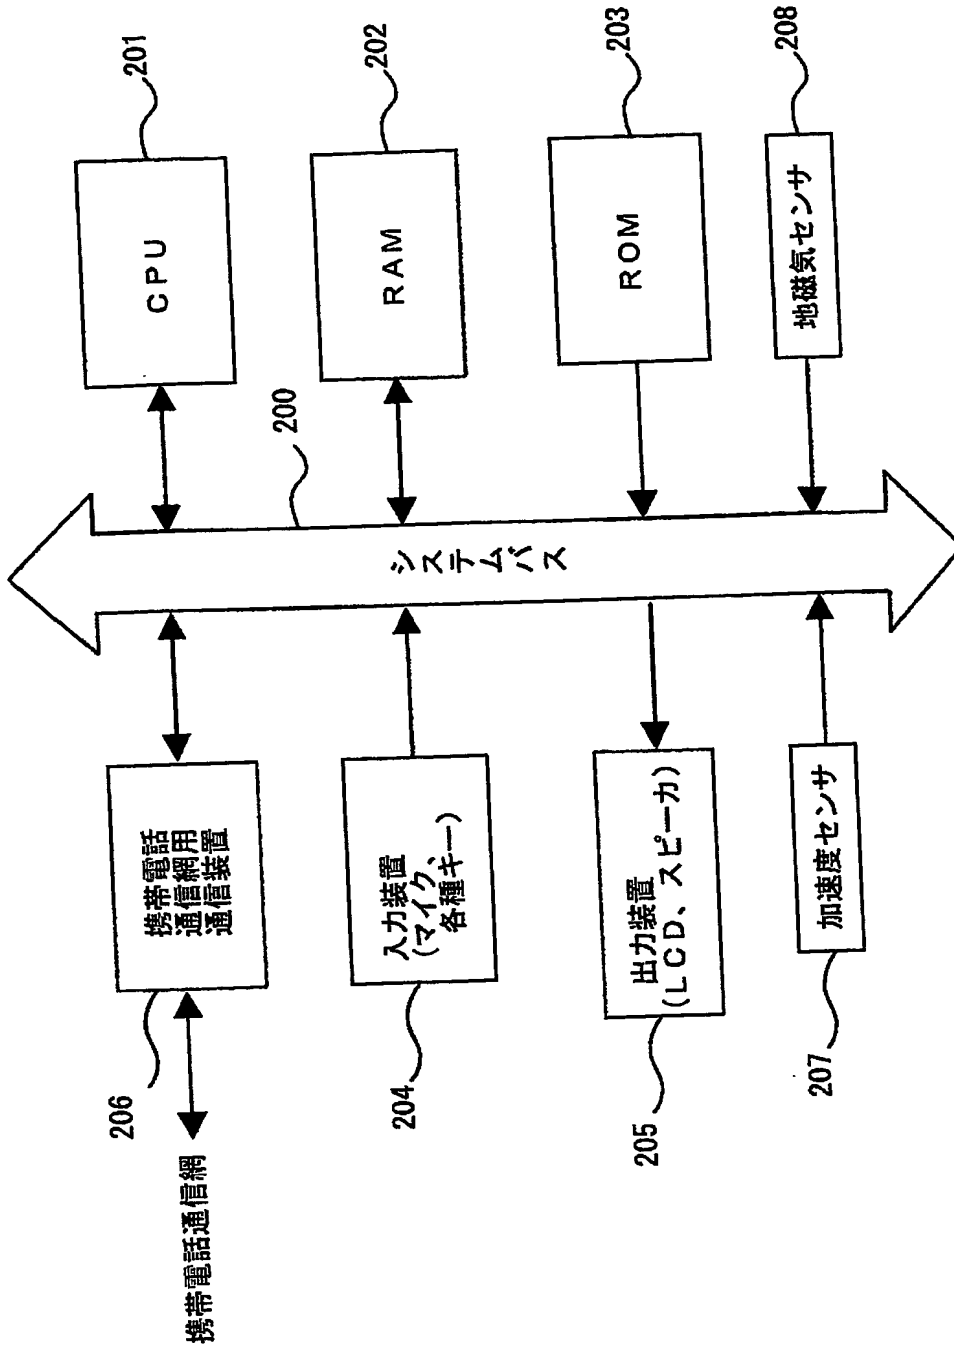 携帯電話通信網
206
携帯電話
通信網用
通信装置
204
入力装置
(マイク、
各種キー)
205
出力装置
(LCD、スピーカ)
207
加速度センサ
システムバス
200
CPU
201
RAM
202
ROM
203
地磁気センサ
208